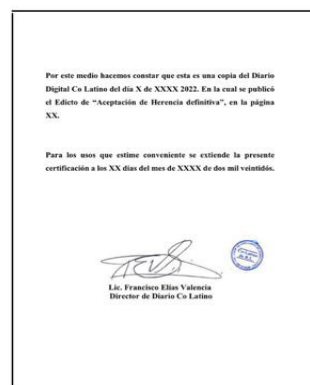 Por este medio hacemos constar que esta es una copia del Diario
Digital Co Latino del día X de XXXX 2022. En la cual se publicó
el Edicto de “Aceptación de Herencia definitiva”, en la página
XX.
Para los usos que estime conveniente se extiende la presente
certificación a los XX días del mes de XXXX de dos mil veintidós.
Lic. Francisco Elías Valencia
Director de Diario Co Latino